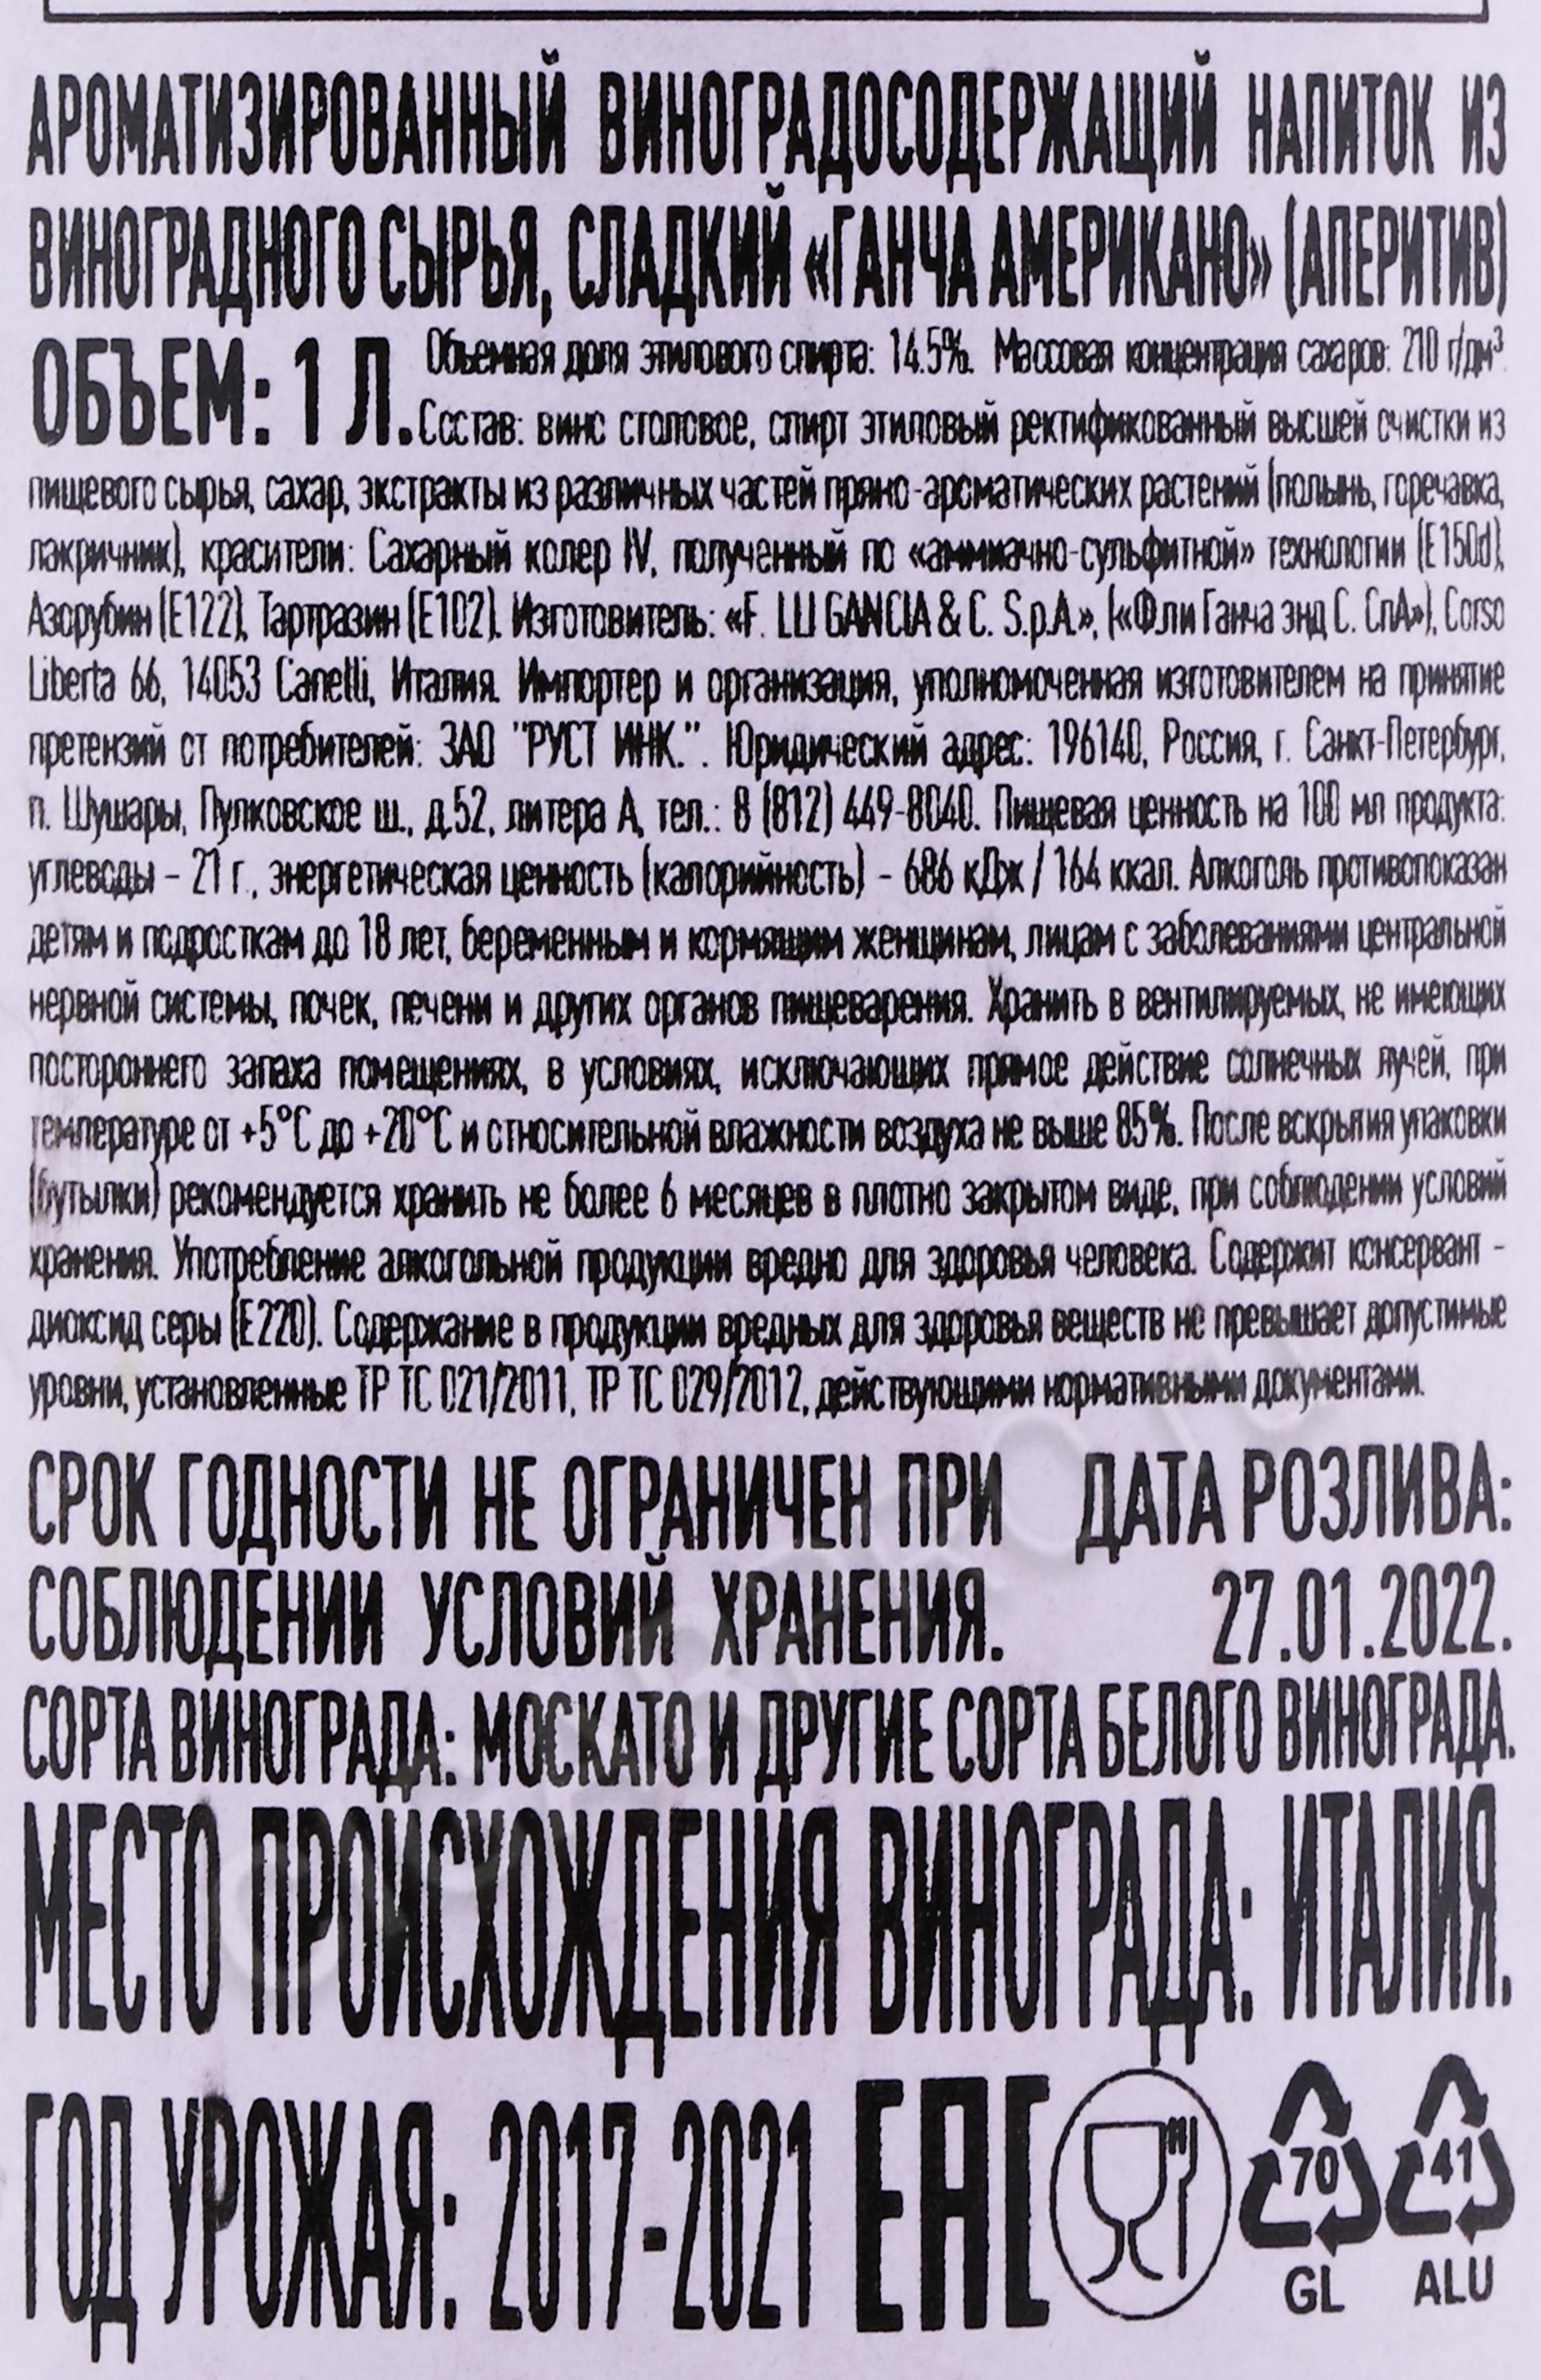 АРОМАТИЗИРОВАННЫЙ ВИНОГРАДОСОДЕРЖАЩИЙ НАПИТОК ИЗ
ВИНОГРАДНОГО СЫРЬЯ, СЛАДКИЙ «ГАНЧА АМЕРИКАНО» (АПЕРИТИВ)
ОБЪЕМ: 1 Л. Объемная доля этилового спирта: 14.5%. Массовая концентрация сахаров: 210 г/дм³.
Состав: вино столовое, спирт этиловый ректификованный высшей очистки из
пищевого сырья, сахар, экстракты из различных частей пряно-ароматических растений (полынь, горечавка,
лакричник), красители: Сахарный колер IV, полученный по «аммиачно-сульфитной» технологии (E150d),
Азорубин (E122), Тартразин (E102). Изготовитель: «F. LLI GANCIA & C. S.p.A.», («Ф.лли Ганча энд С. СпА»), Corso
Liberta 66, 14053 Canelli, Италия. Импортер и организация, уполномоченная изготовителем на принятие
претензий от потребителей: ЗАО "РУСТ ИНК.". Юридический адрес: 196140, Россия, г. Санкт-Петербург,
п. Шушары, Пулковское ш., д.52, литера А, тел.: 8 (812) 449-8040. Пищевая ценность на 100 мл продукта:
углеводы – 21 г., энергетическая ценность (калорийность) – 686 кДж / 164 ккал. Алкоголь противопоказан
детям и подросткам до 18 лет, беременным и кормящим женщинам, лицам с заболеваниями центральной
нервной системы, почек, печени и других органов пищеварения. Хранить в вентилируемых, не имеющих
постороннего запаха помещениях, в условиях, исключающих прямое действие солнечных лучей, при
температуре от +5°C до +20°C и относительной влажности воздуха не выше 85%. После вскрытия упаковки
(бутылки) рекомендуется хранить не более 6 месяцев в плотно закрытом виде, при соблюдении условий
хранения. Употребление алкогольной продукции вредно для здоровья человека. Содержит консервант –
диоксид серы (E220). Содержание в продукции вредных для здоровья веществ не превышает допустимые
уровни, установленные ТР ТС 021/2011, ТР ТС 029/2012, действующими нормативными документами.
СРОК ГОДНОСТИ НЕ ОГРАНИЧЕН ПРИ ДАТА РОЗЛИВА:
СОБЛЮДЕНИИ УСЛОВИЙ ХРАНЕНИЯ. 27.01.2022.
СОРТА ВИНОГРАДА: МОСКАТО И ДРУГИЕ СОРТА БЕЛОГО ВИНОГРАДА.
МЕСТО ПРОИСХОЖДЕНИЯ ВИНОГРАДА: ИТАЛИЯ.
ГОД УРОЖАЯ: 2017-2021 EAC 70 41
GL ALU